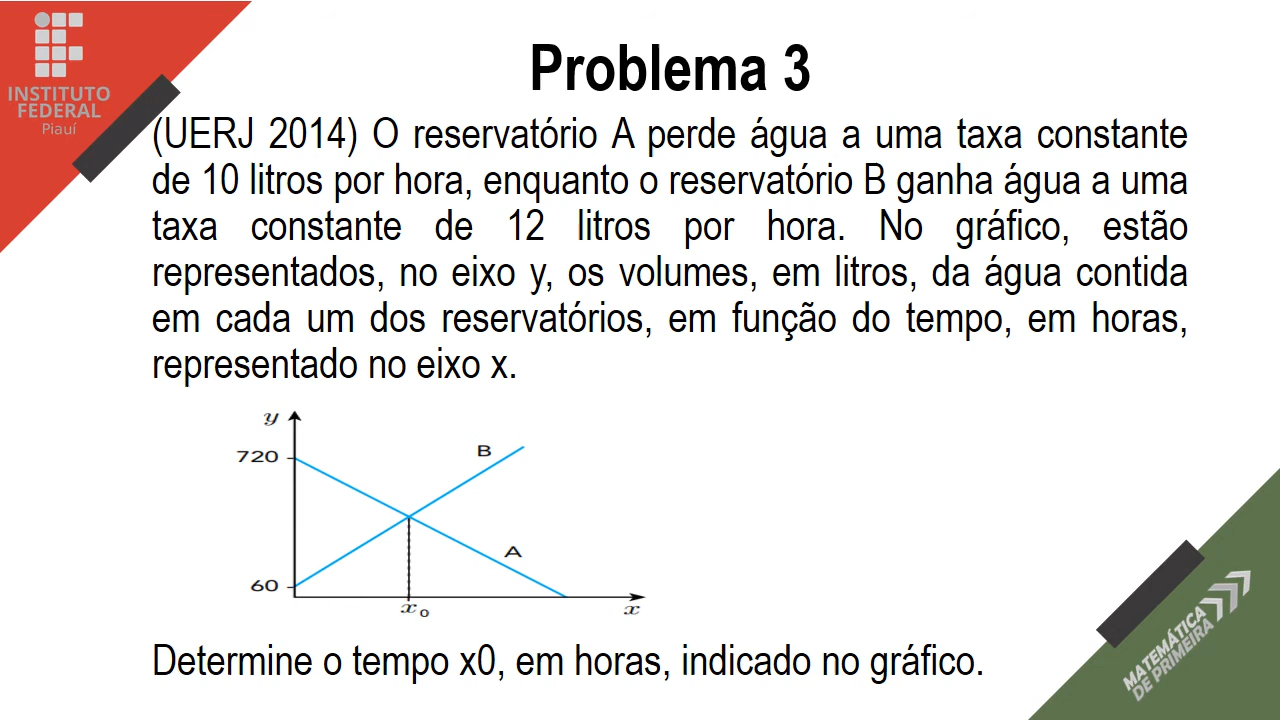 INSTITUTO
FEDERAL
Piauí
Problema 3
(UERJ 2014) O reservatório A perde água a uma taxa constante
de 10 litros por hora, enquanto o reservatório B ganha água a uma
taxa constante de 12 litros por hora. No gráfico, estão
representados, no eixo y, os volumes, em litros, da água contida
em cada um dos reservatórios, em função do tempo, em horas,
representado no eixo x.
y
720
B
A
60
x₀
x
Determine o tempo x0, em horas, indicado no gráfico.
MATEMÁTICA
DE PRIMEIRA